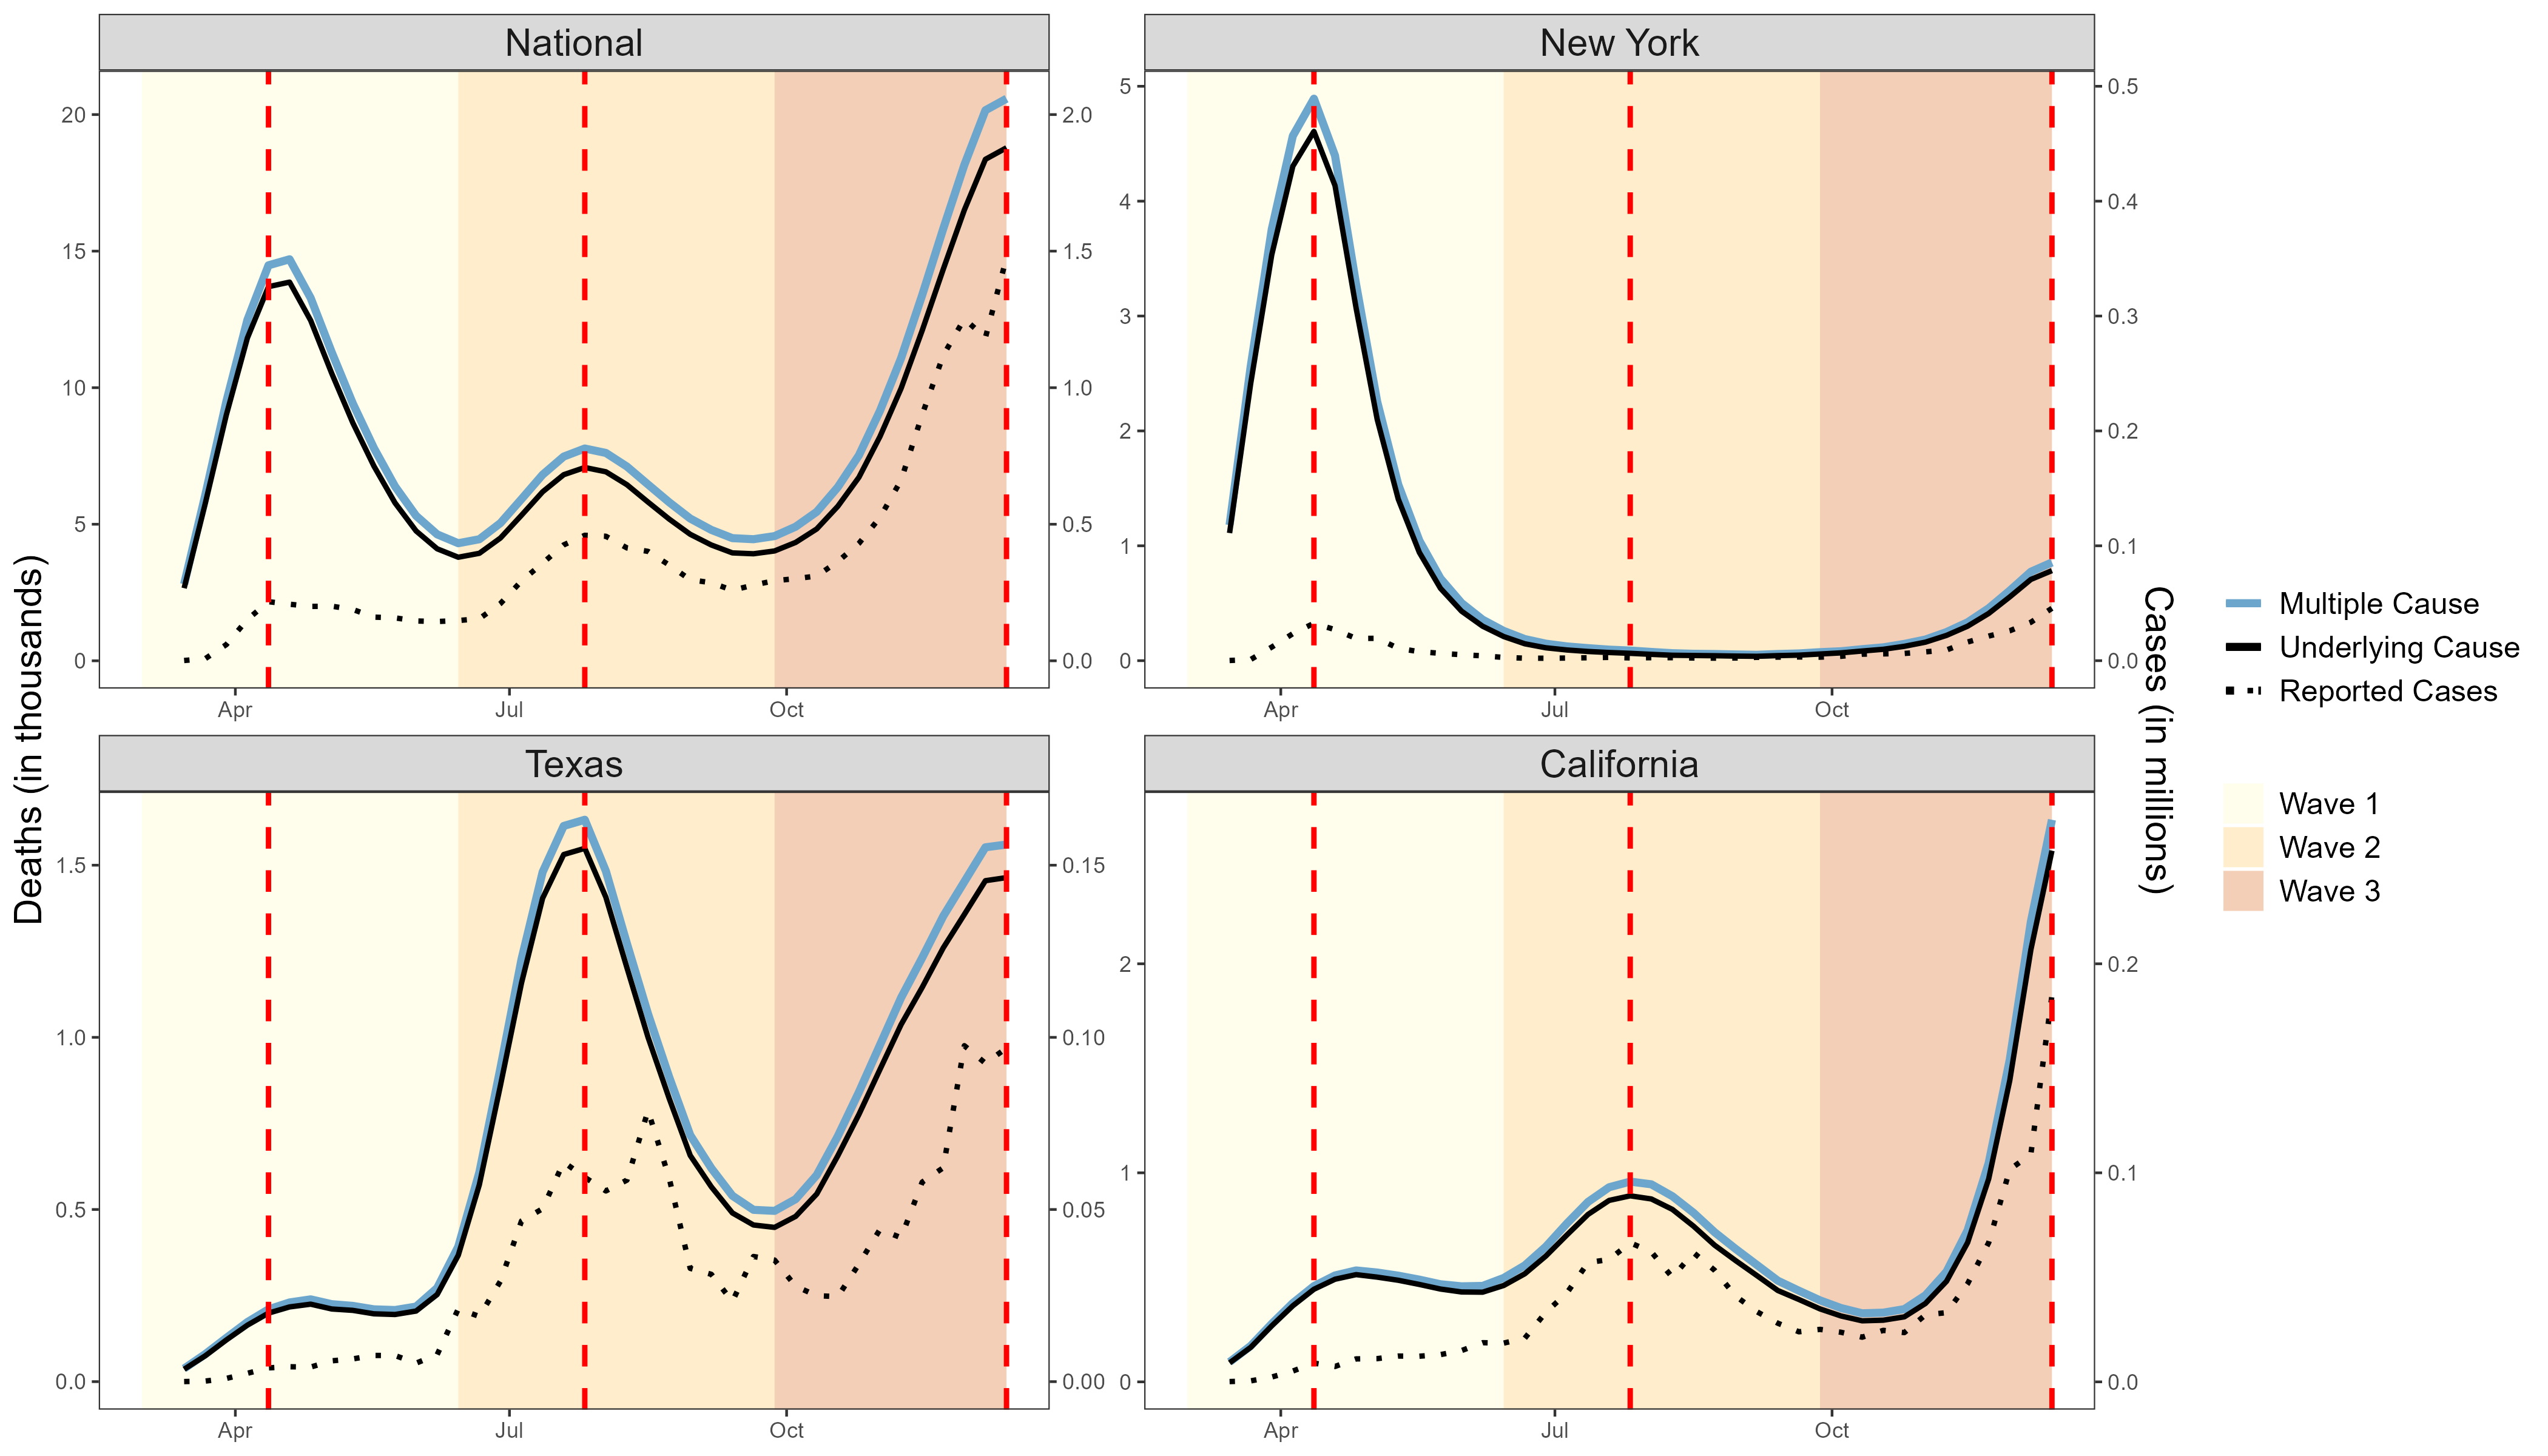 National
New York
20
15
10
5
0
2.0
1.5
1.0
0.5
0.0
Apr
Jul
Oct
5
4
3
2
1
0
0.5
0.4
0.3
0.2
0.1
0.0
Apr
Jul
Oct
Texas
California
1.5
1.0
0.5
0.0
0.15
0.10
0.05
0.00
Apr
Jul
Oct
2
1
0
0.2
0.1
0.0
Apr
Jul
Oct
Deaths (in thousands)
Cases (in millions)
Multiple Cause
Underlying Cause
Reported Cases
Wave 1
Wave 2
Wave 3